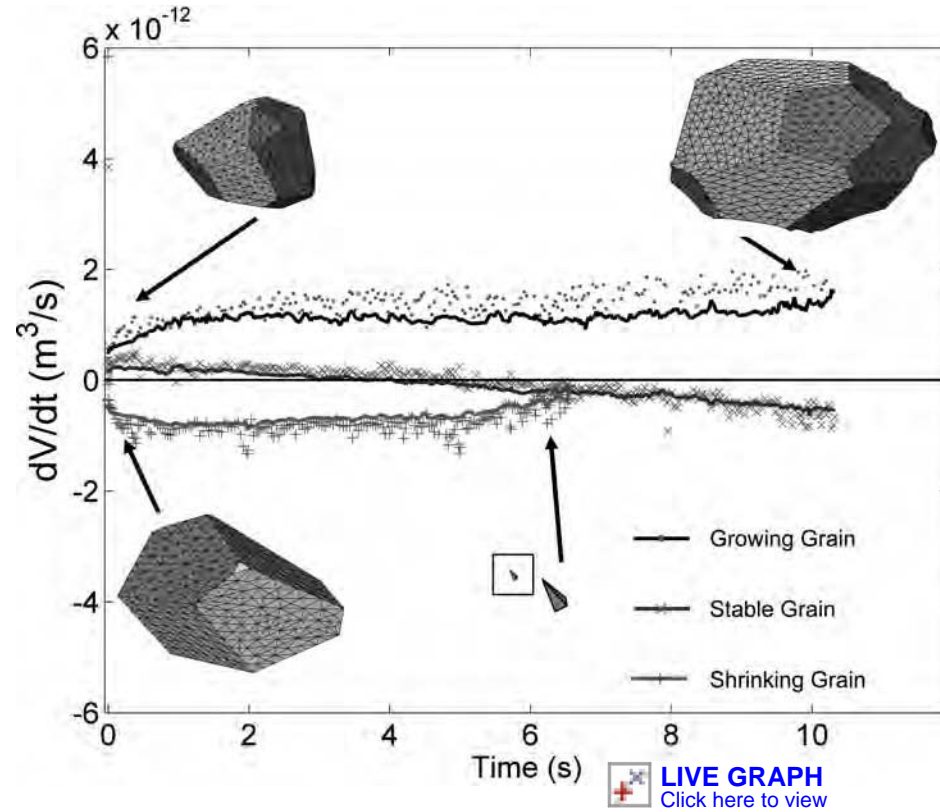 x 10-12
6
4
2
0
-2
-4
-6
dV/dt (m3/s)
Growing Grain
Stable Grain
Shrinking Grain
0 2 4 6 8 10
Time (s)
LIVE GRAPH
Click here to view